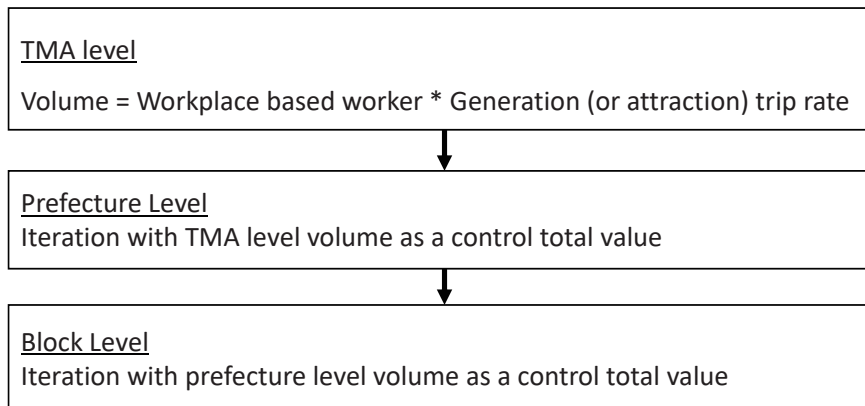 TMA level
Volume = Workplace based worker * Generation (or attraction) trip rate
Prefecture Level
Iteration with TMA level volume as a control total value
Block Level
Iteration with prefecture level volume as a control total value